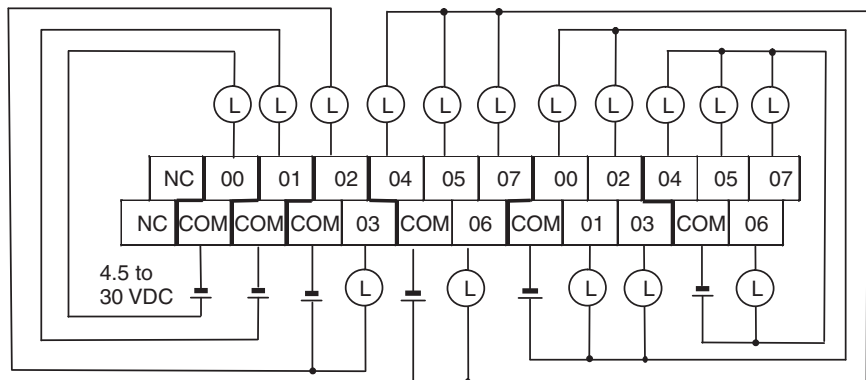 L L L L L L L L L L L
NC 00 01 02 04 05 07 00 02 04 05 07
NC COM COM COM 03 COM 06 COM 01 03 COM 06
4.5 to
30 VDC
L L L L L